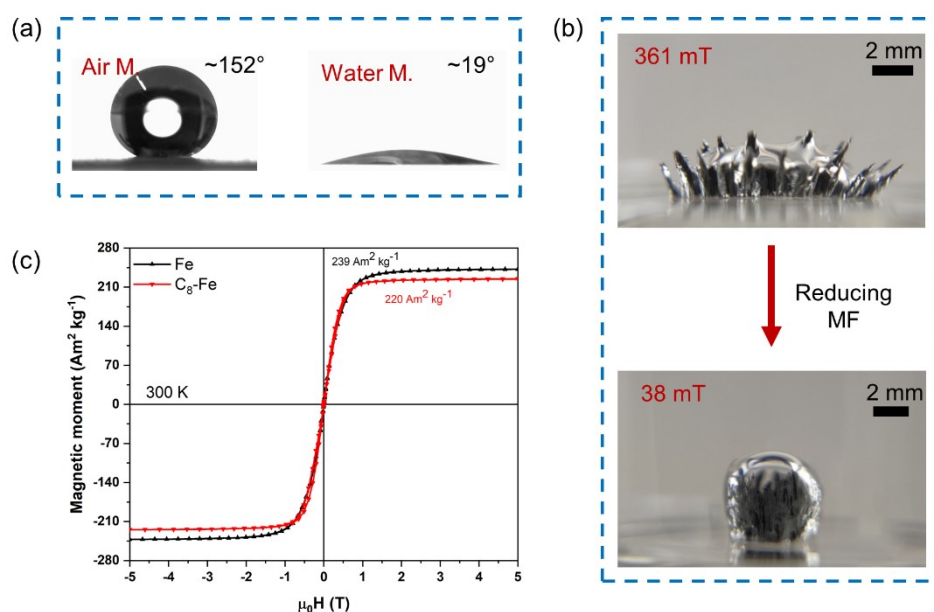 (a)
Air M.
~152°
Water M.
~19°
(b)
361 mT
2 mm
Reducing
MF
38 mT
2 mm
(c)
Magnetic moment (Am² kg⁻¹)
280
210
140
70
0
-70
-140
-210
-280
Fe
C₈-Fe
239 Am² kg⁻¹
220 Am² kg⁻¹
300 K
-5 -4 -3 -2 -1 0 1 2 3 4 5
μ₀H (T)